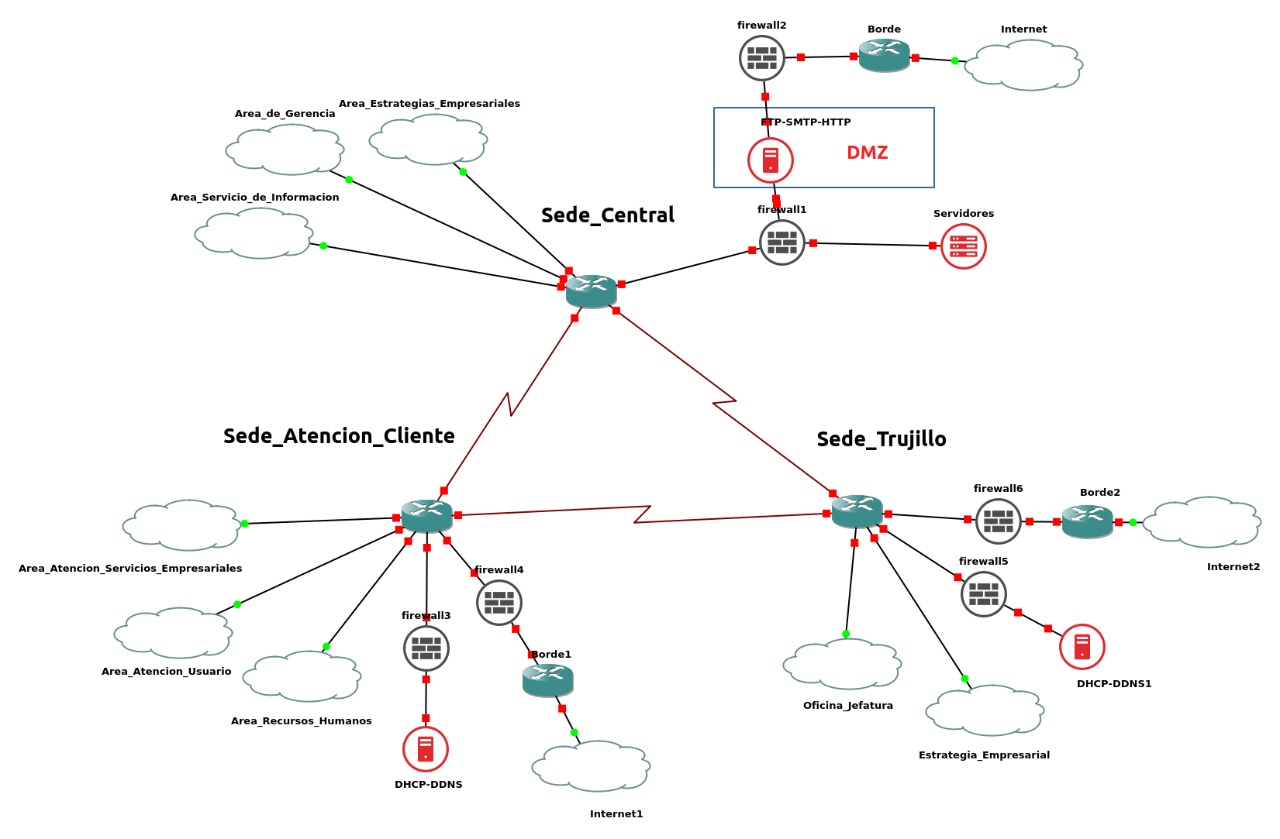 firewall2
Borde
Internet
Area_Estrategias_Empresariales
Area_de_Gerencia
FTP-SMTP-HTTP
DMZ
Area_Servicio_de_Informacion
Sede_Central
firewall1
Servidores
Sede_Atencion_Cliente
Sede_Trujillo
firewall6
Borde2
Area_Atencion_Servicios_Empresariales
firewall4
firewall5
Internet2
firewall3
Borde1
Area_Atencion_Usuario
DHCP-DDNS1
Area_Recursos_Humanos
Oficina_Jefatura
Estrategia_Empresarial
DHCP-DDNS
Internet1